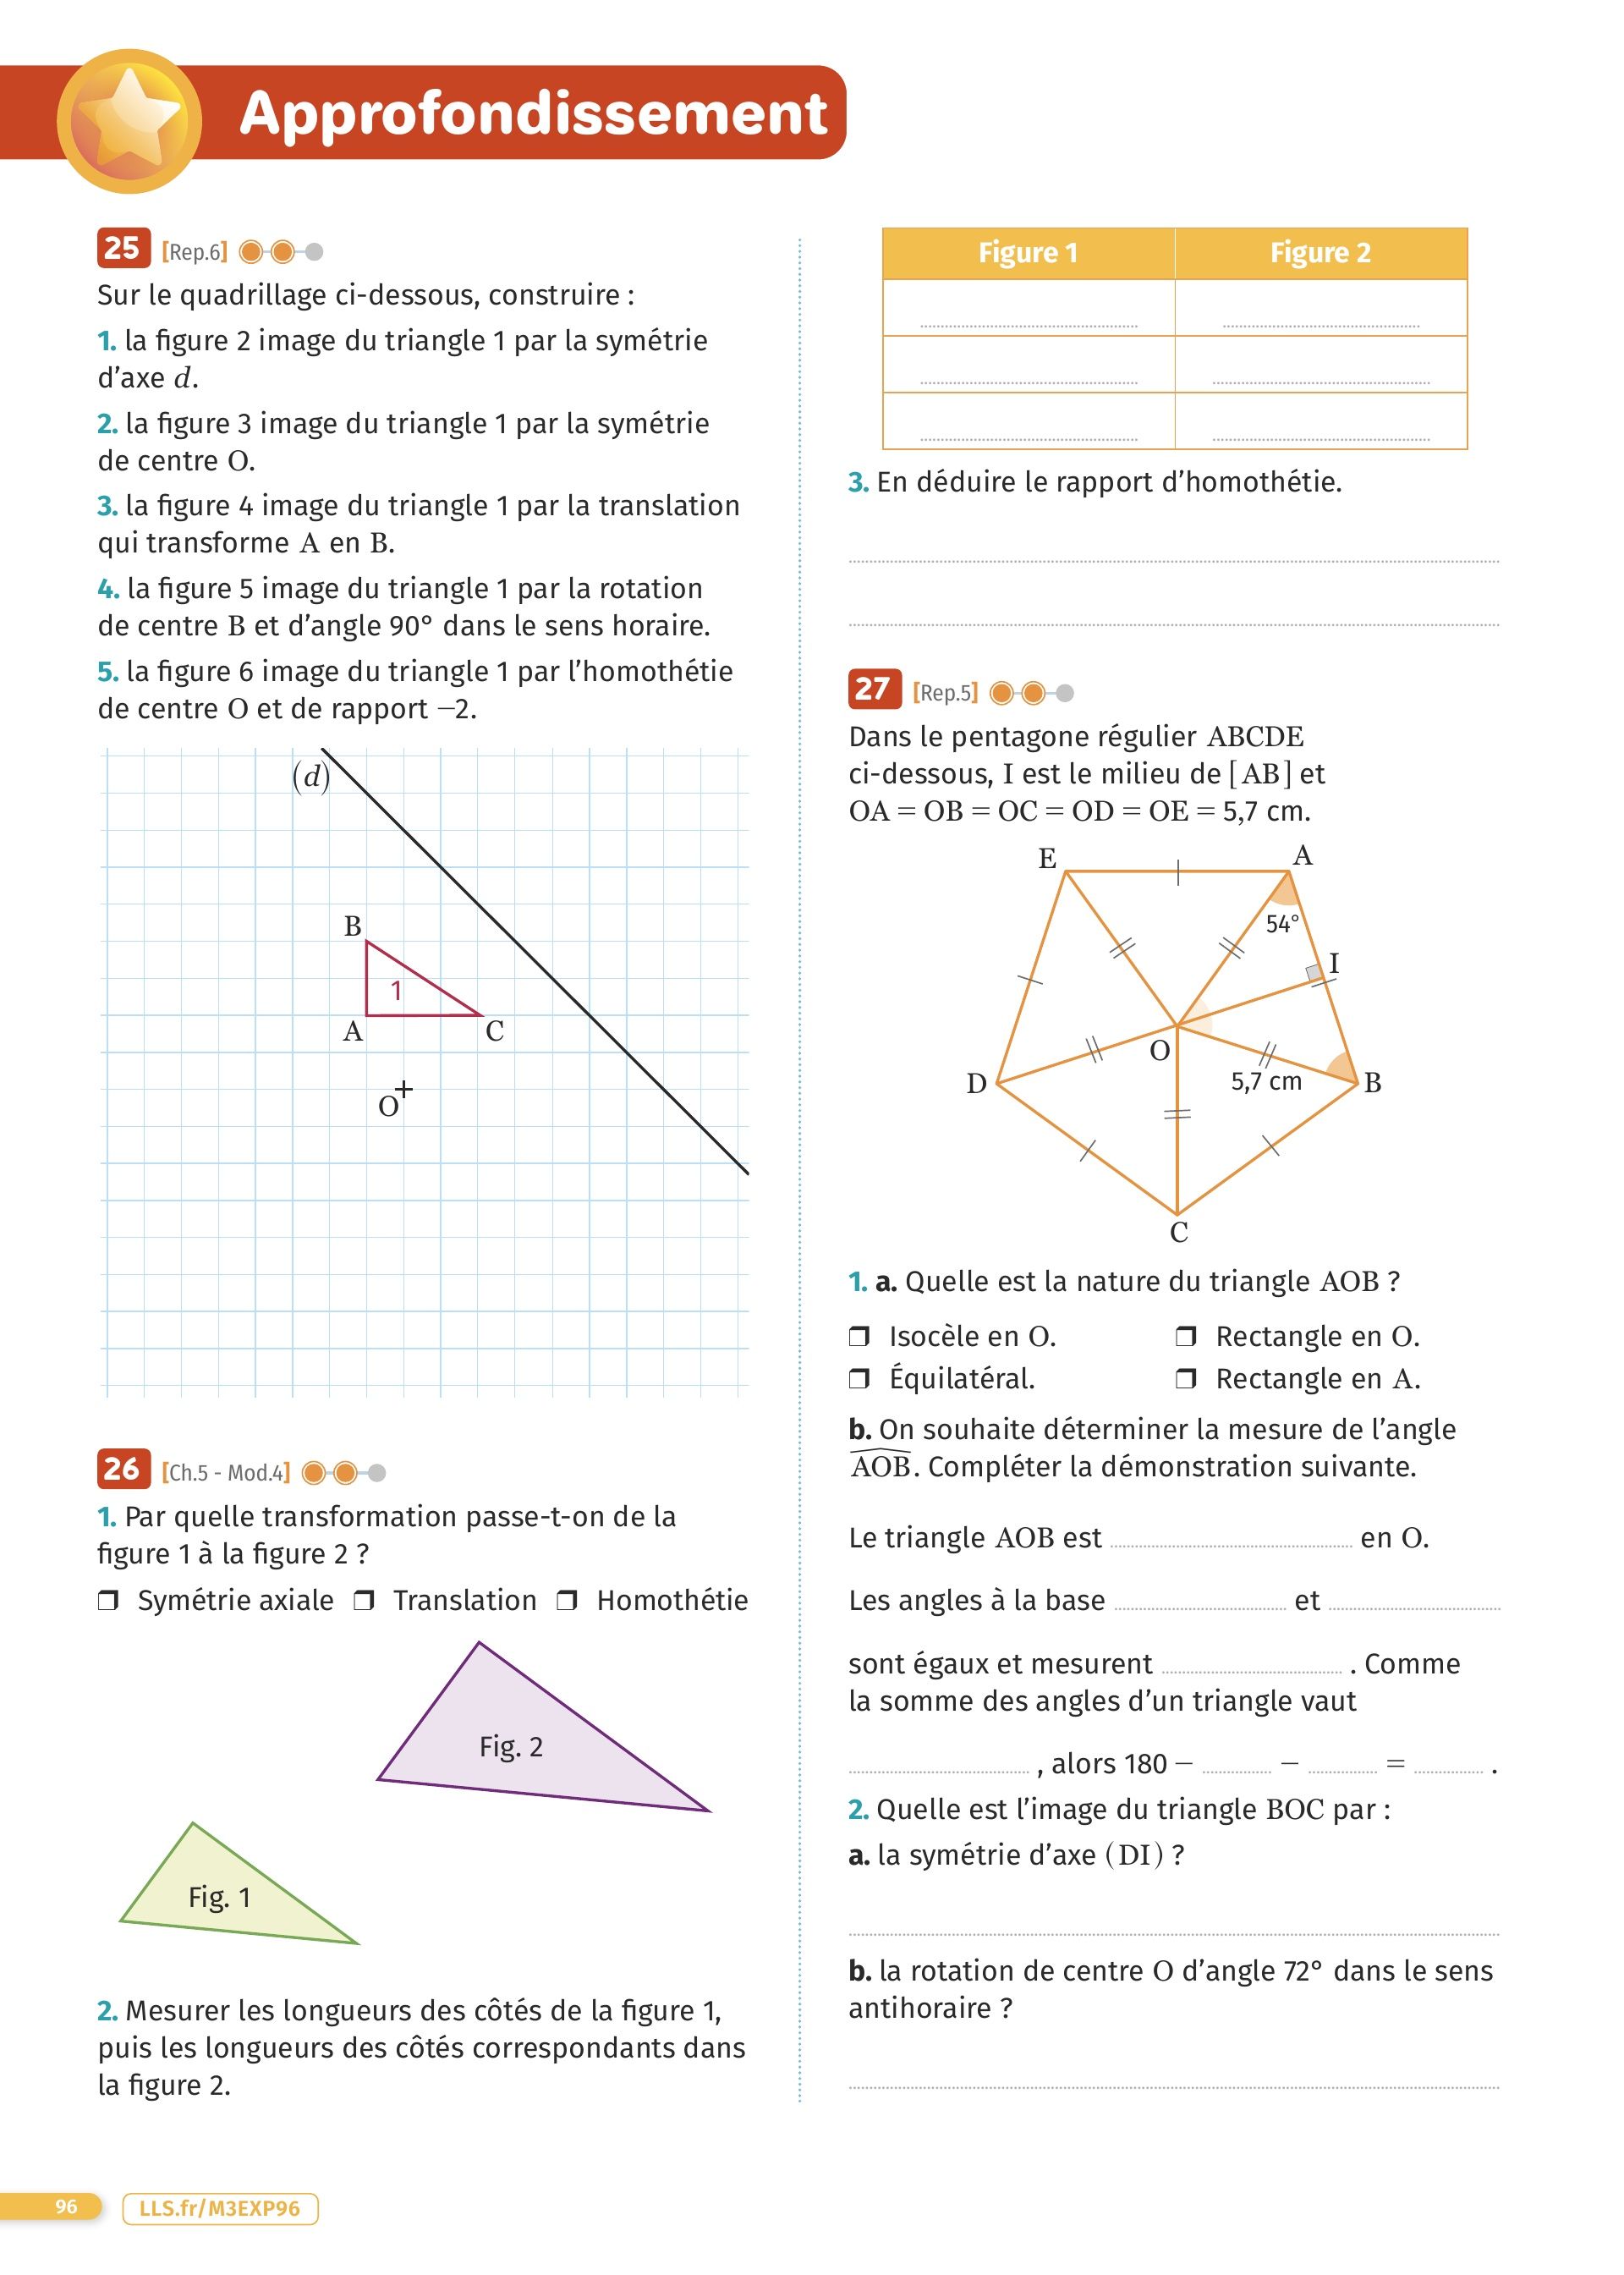 Approfondissement
25 [Rep.6]
Sur le quadrillage ci-dessous, construire :
1. la figure 2 image du triangle 1 par la symétrie
d’axe d.
2. la figure 3 image du triangle 1 par la symétrie
de centre O.
3. la figure 4 image du triangle 1 par la translation
qui transforme A en B.
4. la figure 5 image du triangle 1 par la rotation
de centre B et d’angle 90° dans le sens horaire.
5. la figure 6 image du triangle 1 par l’homothétie
de centre O et de rapport −2.
(d)
B
1
A
C
O
26 [Ch.5 - Mod.4]
1. Par quelle transformation passe-t-on de la
figure 1 à la figure 2 ?
❒ Symétrie axiale ❒ Translation ❒ Homothétie
Fig. 2
Fig. 1
2. Mesurer les longueurs des côtés de la figure 1,
puis les longueurs des côtés correspondants dans
la figure 2.
Figure 1 Figure 2
3. En déduire le rapport d’homothétie.
27 [Rep.5]
Dans le pentagone régulier ABCDE
ci-dessous, I est le milieu de [AB] et
OA = OB = OC = OD = OE = 5,7 cm.
E
A
54°
I
O
D
5,7 cm
B
C
1. a. Quelle est la nature du triangle AOB ?
❒ Isocèle en O. ❒ Rectangle en O.
❒ Équilatéral. ❒ Rectangle en A.
b. On souhaite déterminer la mesure de l’angle
AOB. Compléter la démonstration suivante.
Le triangle AOB est ........ en O.
Les angles à la base ........ et ........
sont égaux et mesurent ........ . Comme
la somme des angles d’un triangle vaut
........ , alors 180 − ........ − ........ = ........ .
2. Quelle est l’image du triangle BOC par :
a. la symétrie d’axe (DI) ?
b. la rotation de centre O d’angle 72° dans le sens
antihoraire ?
96
LLS.fr/M3EXP96